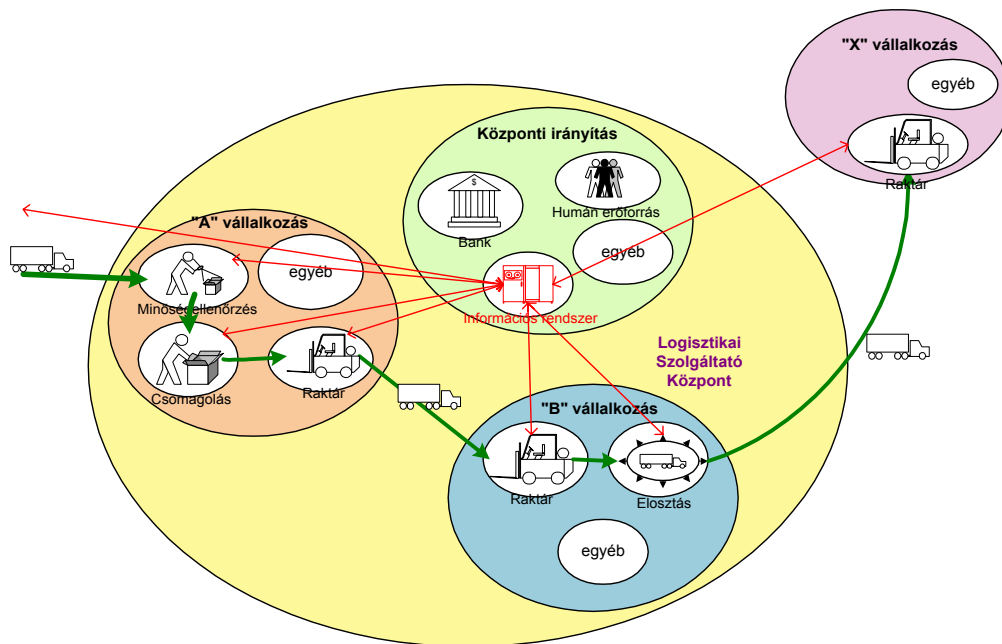 "X" vállalkozás
egyéb
Raktár
Központi irányítás
$
Bank
Humán erőforrás
egyéb
Információs rendszer
"A" vállalkozás
egyéb
Minőségellenőrzés
Csomagolás
Raktár
Logisztikai
Szolgáltató
Központ
"B" vállalkozás
Raktár
Elosztás
egyéb